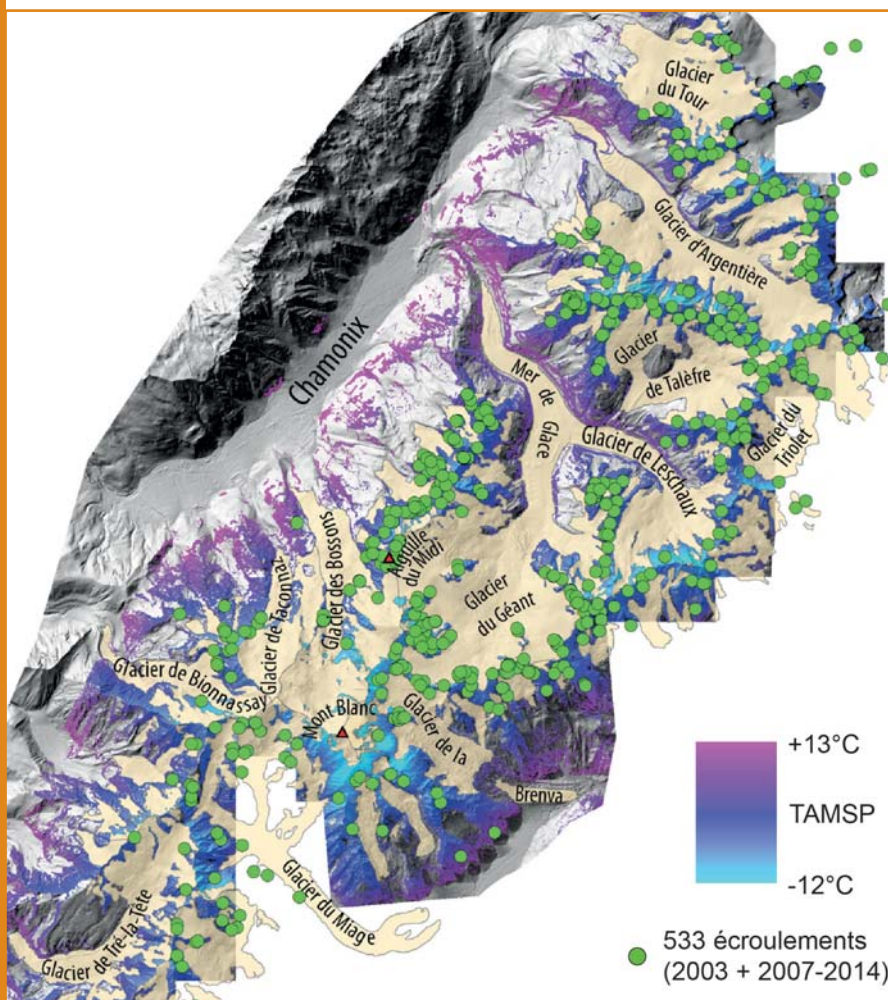 Glacier
du Tour
Glacier d'Argentière
Chamonix
Glacier
de Talèfre
Mer de
Glace
Glacier du
Triolet
Glacier de Leschaux
Aiguille
du Midi
Glacier des Bossons
Glacier de Taconnaz
Glacier
du Géant
Glacier de Bionnassay
Mont Blanc
Glacier de la
Brenva
Glacier du Miage
Glacier de Tré-la-Tête
+13°C
TAMSP
-12°C
533 écroulements
(2003 + 2007-2014)